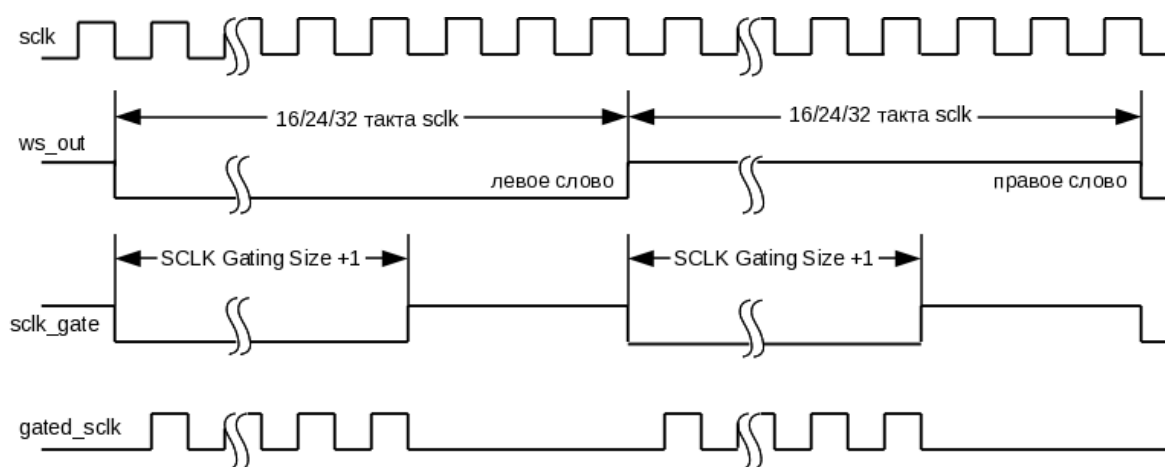 sclk
16/24/32 такта sclk
16/24/32 такта sclk
ws_out
левое слово
правое слово
SCLK Gating Size +1
SCLK Gating Size +1
sclk_gate
gated_sclk